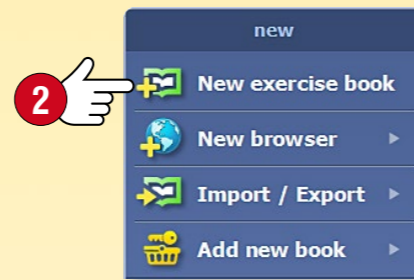 new
2
New exercise book
New browser
Import / Export
Add new book